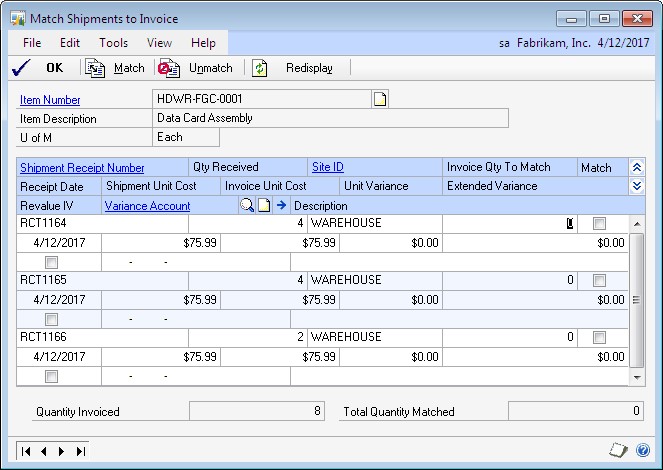 Match Shipments to Invoice
File Edit Tools View Help sa Fabrikam, Inc. 4/12/2017
OK Match Unmatch Redisplay
Item Number HDWR-FGC-0001
Item Description Data Card Assembly
U of M Each
Shipment Receipt Number Qty Received Site ID Invoice Qty To Match Match
Receipt Date Shipment Unit Cost Invoice Unit Cost Unit Variance Extended Variance
Revalue IV Variance Account Description
RCT1164 4 WAREHOUSE 0
4/12/2017 $75.99 $75.99 $0.00 $0.00
- -
RCT1165 4 WAREHOUSE 0
4/12/2017 $75.99 $75.99 $0.00 $0.00
- -
RCT1166 2 WAREHOUSE 0
4/12/2017 $75.99 $75.99 $0.00 $0.00
- -
Quantity Invoiced 8 Total Quantity Matched 0